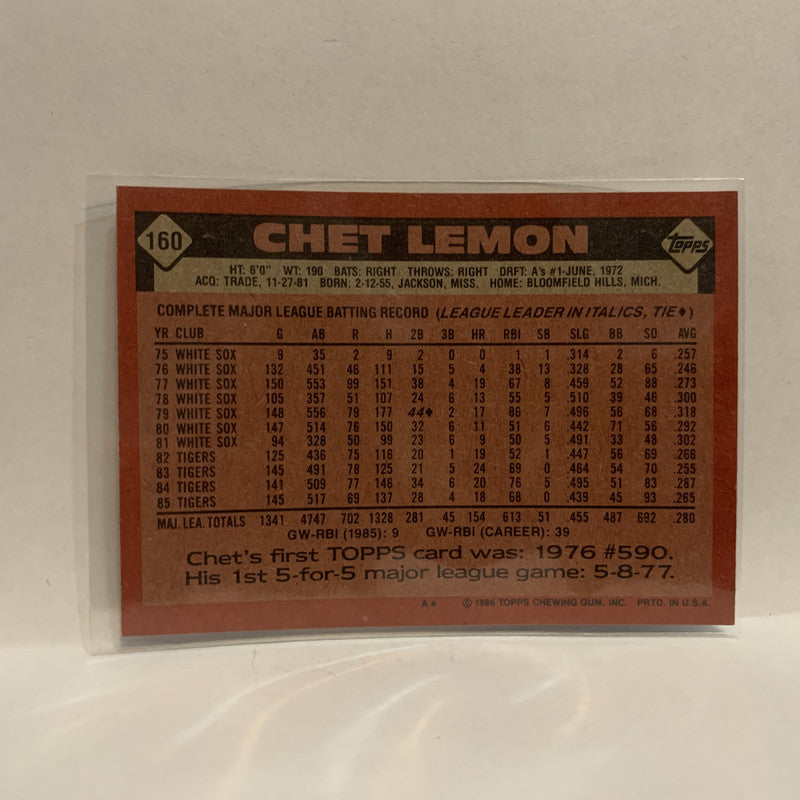 160 CHET LEMON topps
HT: 6'0" WT: 190 BATS: RIGHT THROWS: RIGHT DRFT: A's #1-JUNE, 1972
ACQ: TRADE, 11-27-81 BORN: 2-12-55, JACKSON, MISS. HOME: BLOOMFIELD HILLS, MICH.
COMPLETE MAJOR LEAGUE BATTING RECORD (LEAGUE LEADER IN ITALICS, TIE♦)
YR CLUB G AB R H 2B 3B HR RBI SB SLG BB SO AVG
75 WHITE SOX 9 35 2 9 2 0 0 1 1 .314 2 6 .257
76 WHITE SOX 132 451 46 111 15 5 4 38 13 .328 28 65 .246
77 WHITE SOX 150 553 99 151 38 4 19 67 8 .459 52 88 .273
78 WHITE SOX 105 357 51 107 24 6 13 55 5 .510 39 46 .300
79 WHITE SOX 148 556 79 177 44♦ 2 17 86 7 .496 56 68 .318
80 WHITE SOX 147 514 76 150 32 6 11 51 6 .442 71 56 .292
81 WHITE SOX 94 328 50 99 23 6 9 50 5 .491 33 48 .302
82 TIGERS 125 436 75 116 20 1 19 52 1 .447 56 69 .266
83 TIGERS 145 491 78 125 21 5 24 69 0 .464 54 70 .255
84 TIGERS 141 509 77 146 34 6 20 76 5 .495 51 83 .287
85 TIGERS 145 517 69 137 28 4 18 68 0 .439 45 93 .265
MAJ. LEA. TOTALS 1341 4747 702 1328 281 45 154 613 51 .455 487 692 .280
GW-RBI (1985): 9 GW-RBI (CAREER): 39
Chet's first TOPPS card was: 1976 #590.
His 1st 5-for-5 major league game: 5-8-77.
A* © 1986 TOPPS CHEWING GUM, INC. PRTD. IN U.S.A.